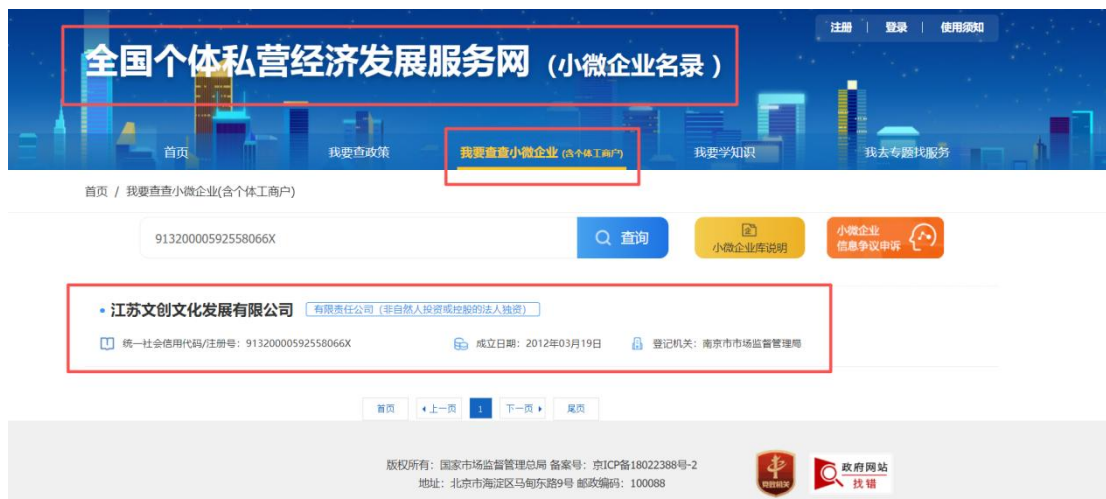 注册 | 登录 | 使用须知
全国个体私营经济发展服务网 (小微企业名录)
首页 我要查政策 我要查查小微企业 (含个体工商户) 我要学知识 我去专题找服务
首页 / 我要查查小微企业(含个体工商户)
91320000592558066X 查询 小微企业库说明 小微企业
信息争议申诉
江苏文创文化发展有限公司 有限责任公司（非自然人投资或控股的法人独资）
统一社会信用代码/注册号：91320000592558066X 成立日期：2012年03月19日 登记机关：南京市市场监督管理局
首页 上一页 1 下一页 尾页
版权所有：国家市场监督管理总局 备案号：京ICP备18022388号-2
地址：北京市海淀区马甸东路9号 邮政编码：100088
党政机关
政府网站
找错